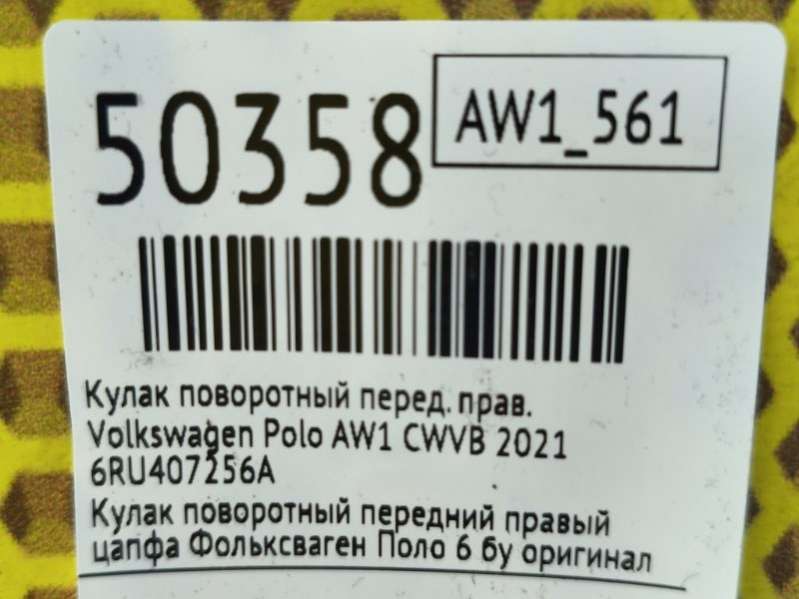 50358
AW1_561
Кулак поворотный перед. прав.
Volkswagen Polo AW1 CWVB 2021
6RU407256A
Кулак поворотный передний правый
цапфа Фольксваген Поло 6 бу оригинал